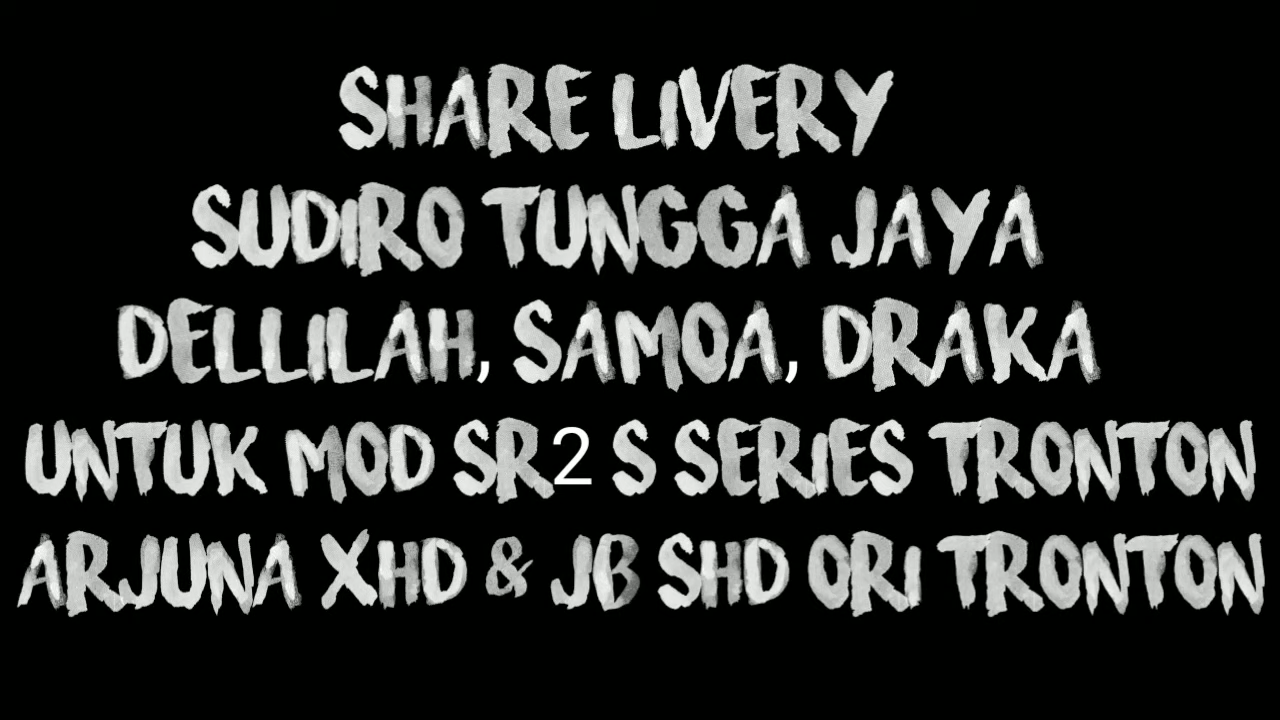 SHARE LIVERY
SUDIRO TUNGGA JAYA
DELLILAH, SAMOA, DRAKA
UNTUK MOD SR2 S SERIES TRONTON
ARJUNA XHD & JB SHD ORI TRONTON